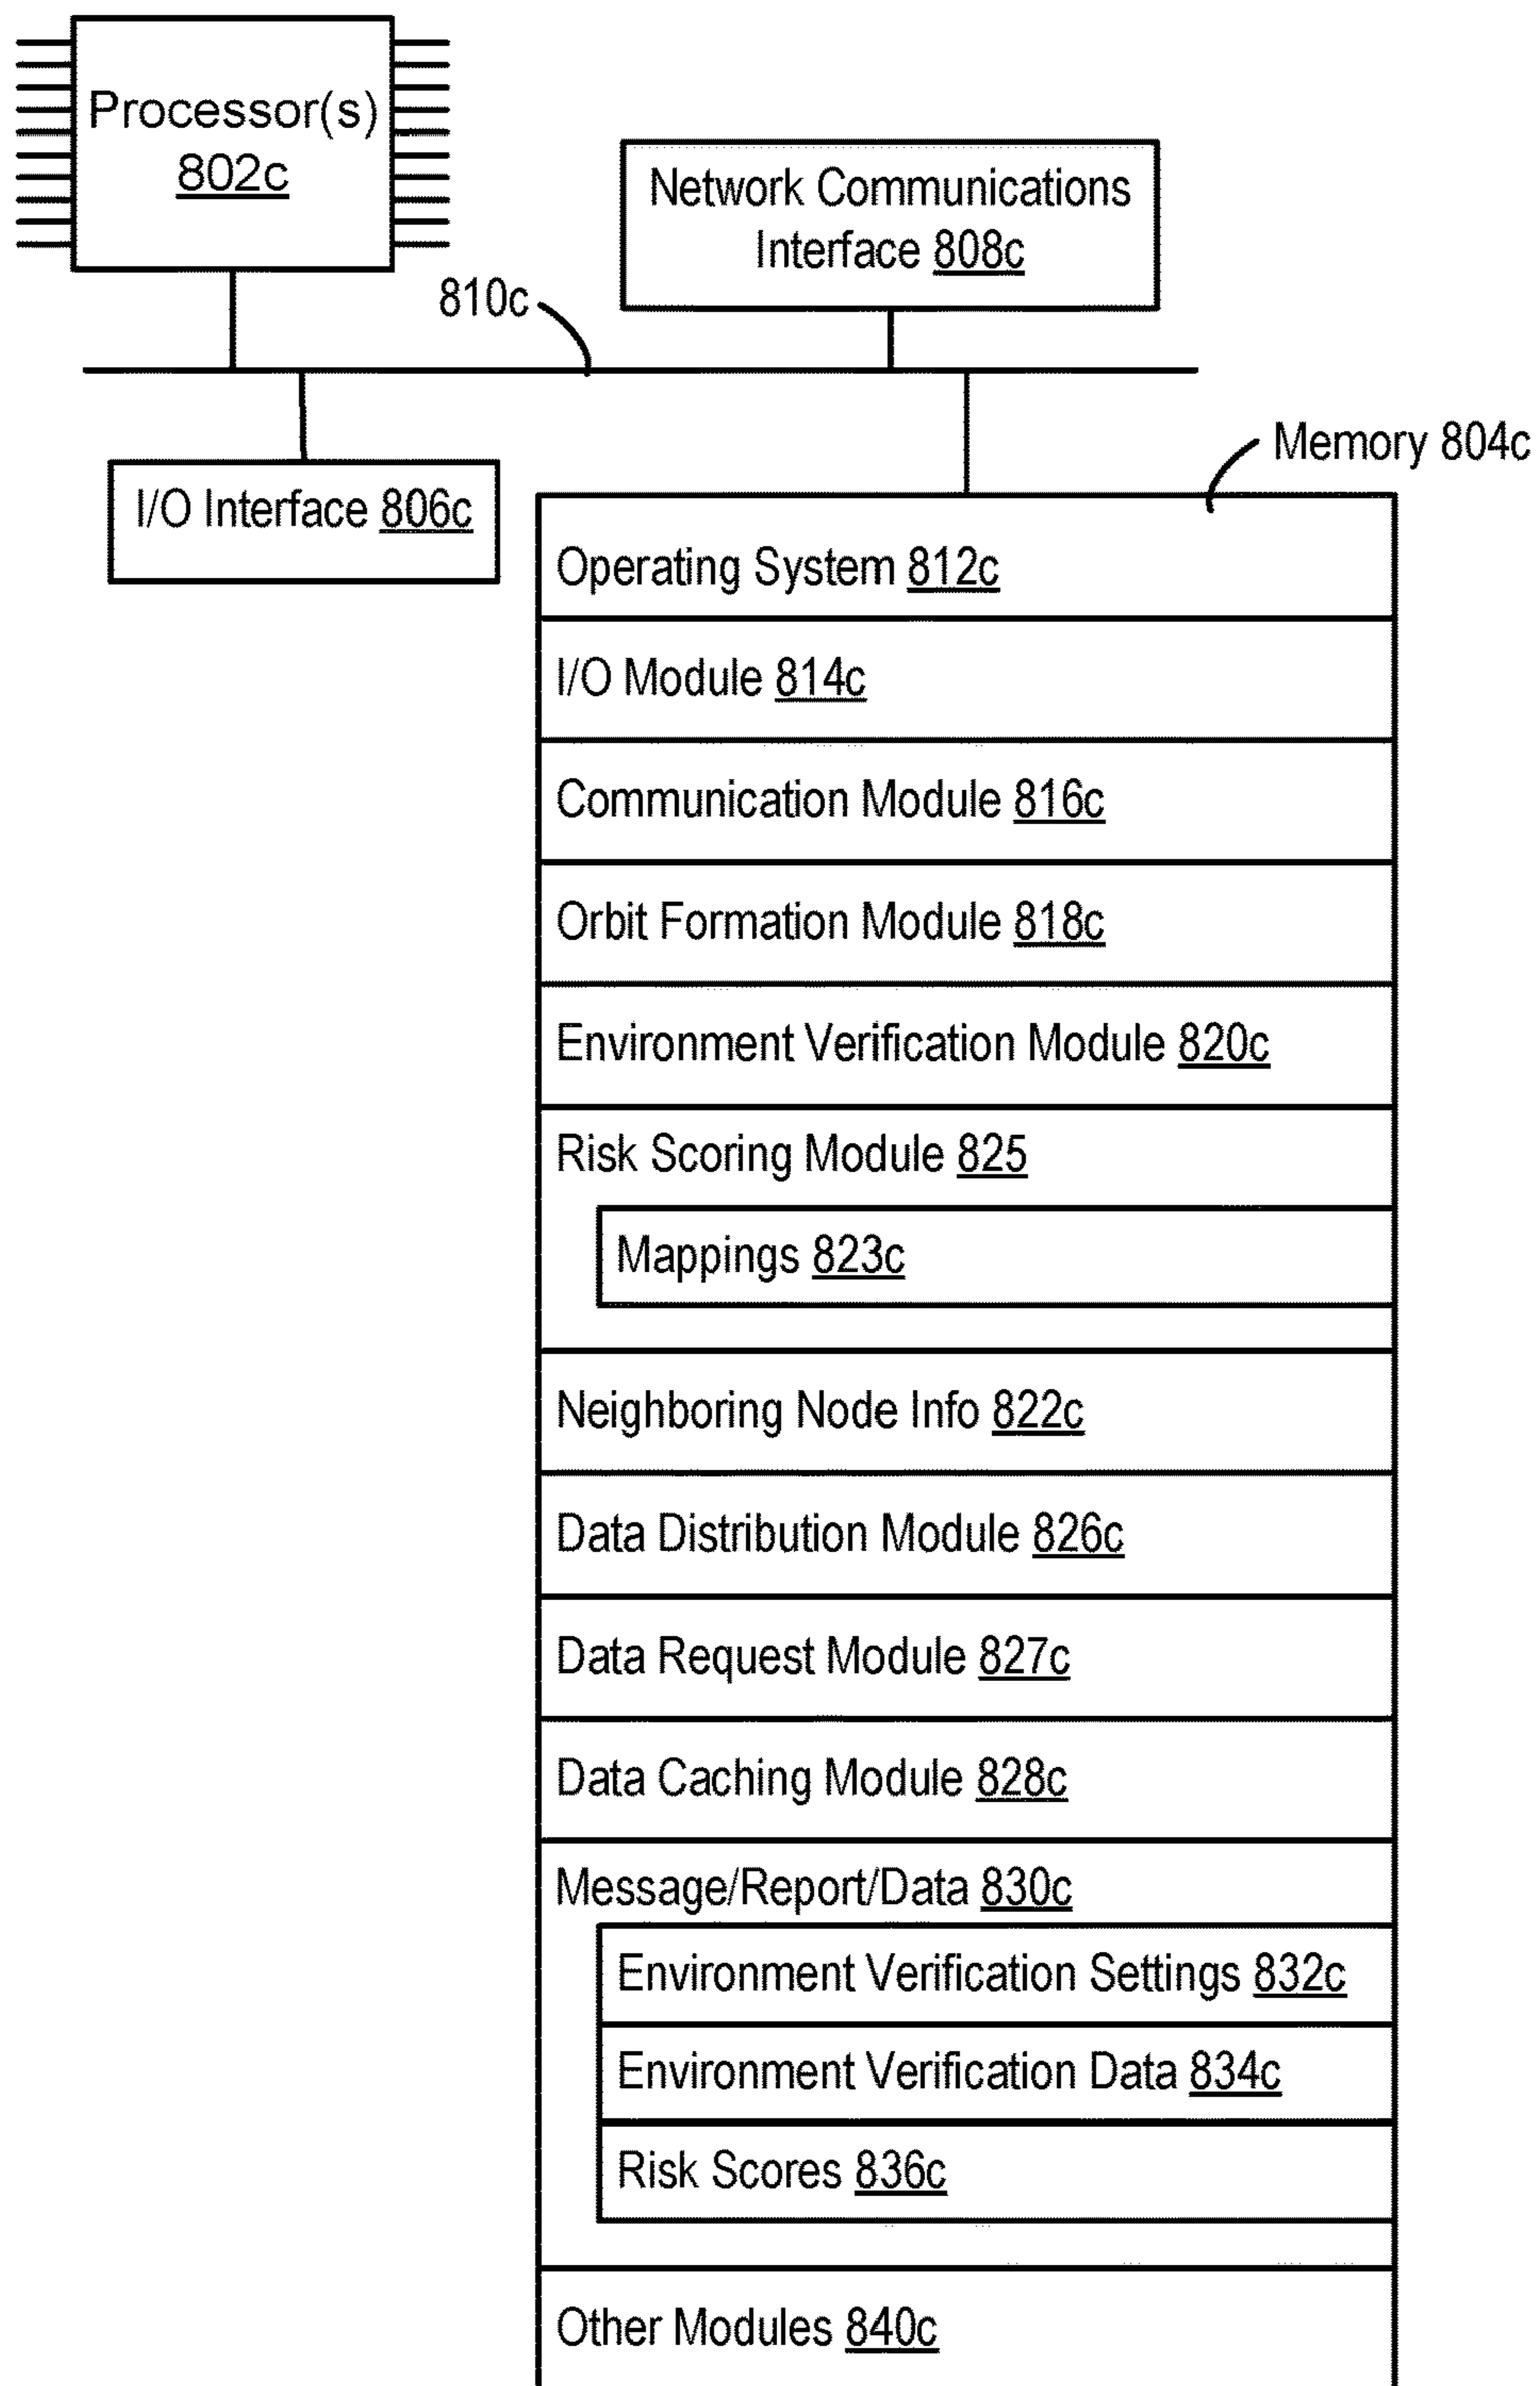 Processor(s)
802c
Network Communications
Interface 808c
810c
Memory 804c
I/O Interface 806c
Operating System 812c
I/O Module 814c
Communication Module 816c
Orbit Formation Module 818c
Environment Verification Module 820c
Risk Scoring Module 825
Mappings 823c
Neighboring Node Info 822c
Data Distribution Module 826c
Data Request Module 827c
Data Caching Module 828c
Message/Report/Data 830c
Environment Verification Settings 832c
Environment Verification Data 834c
Risk Scores 836c
Other Modules 840c